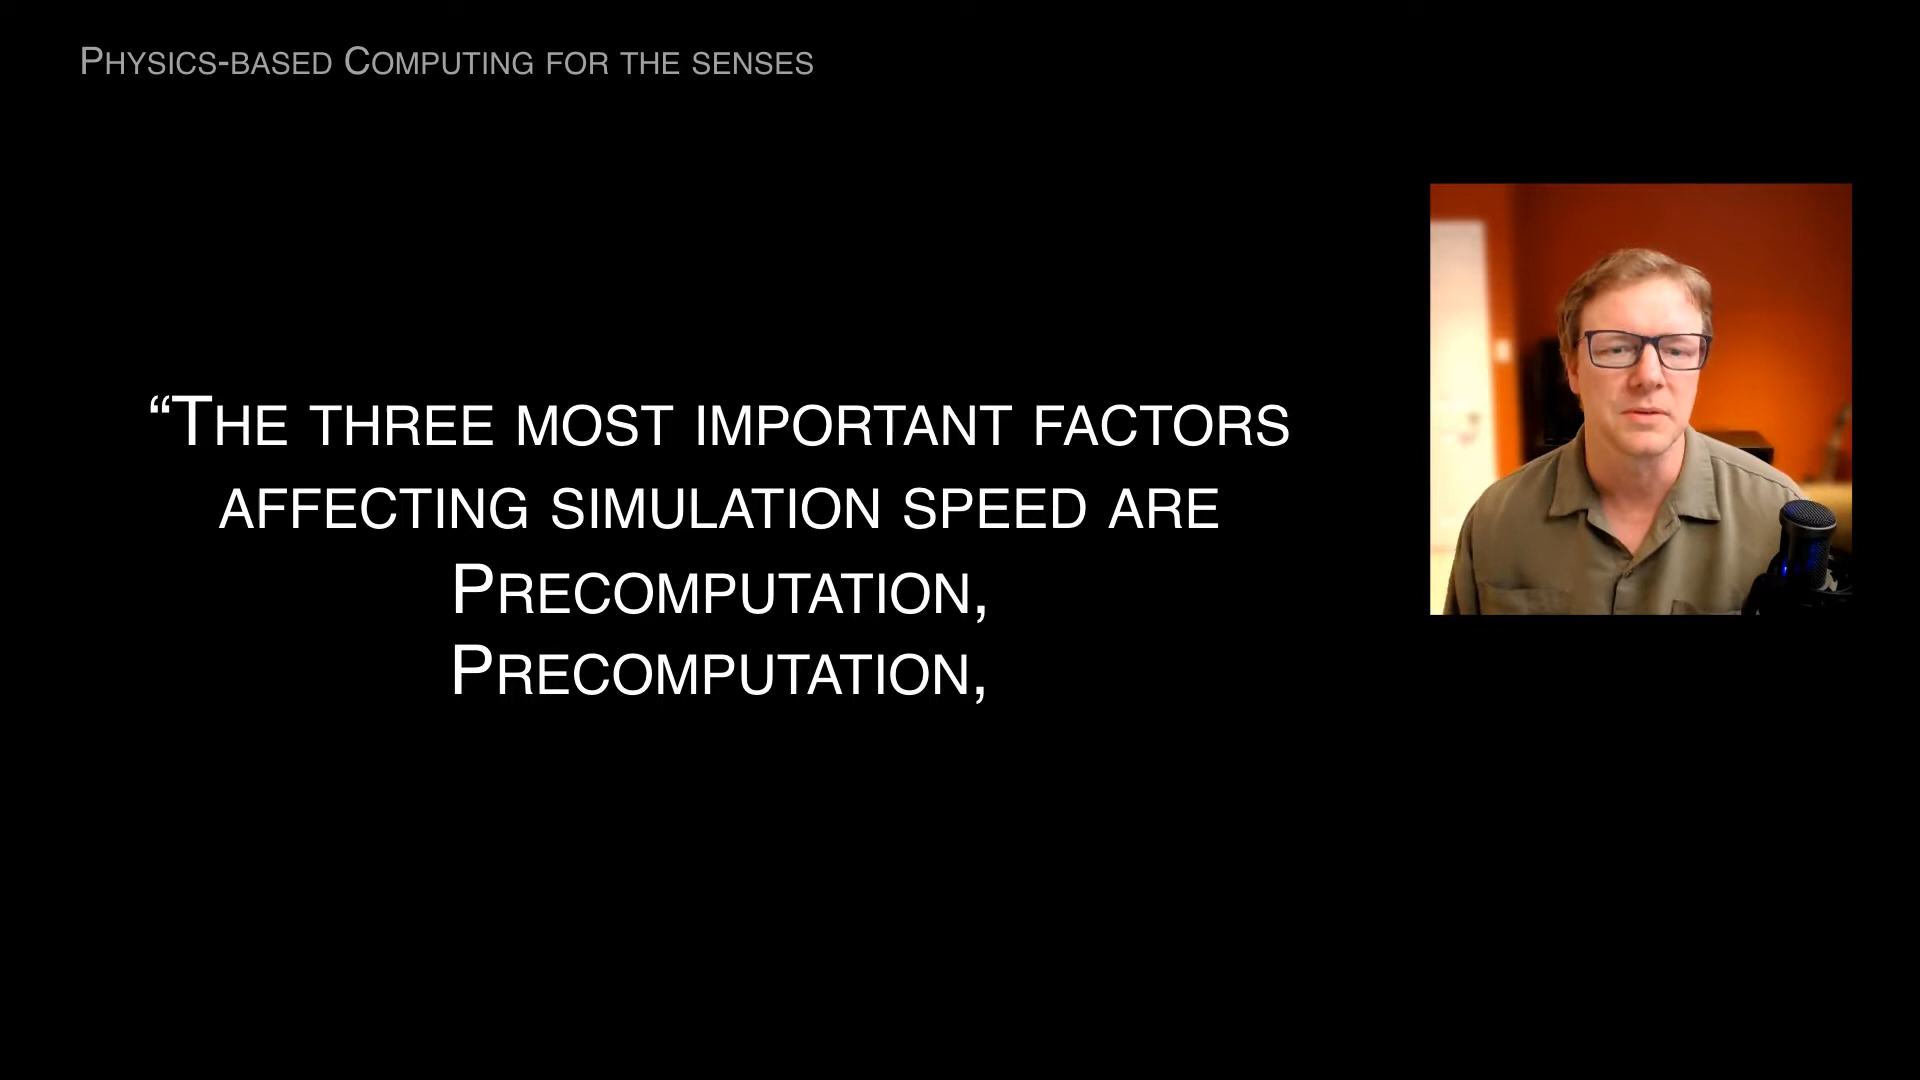 Physics-based Computing for the senses
“The three most important factors
affecting simulation speed are
Precomputation,
Precomputation,